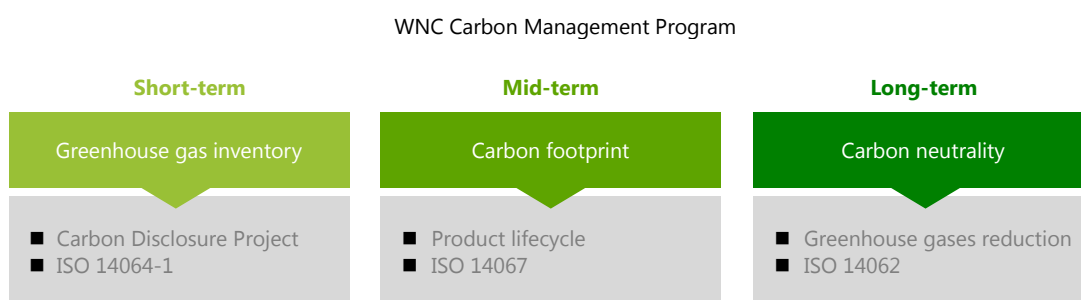 WNC Carbon Management Program
Short-term
Greenhouse gas inventory
Carbon Disclosure Project
ISO 14064-1
Mid-term
Carbon footprint
Product lifecycle
ISO 14067
Long-term
Carbon neutrality
Greenhouse gases reduction
ISO 14062